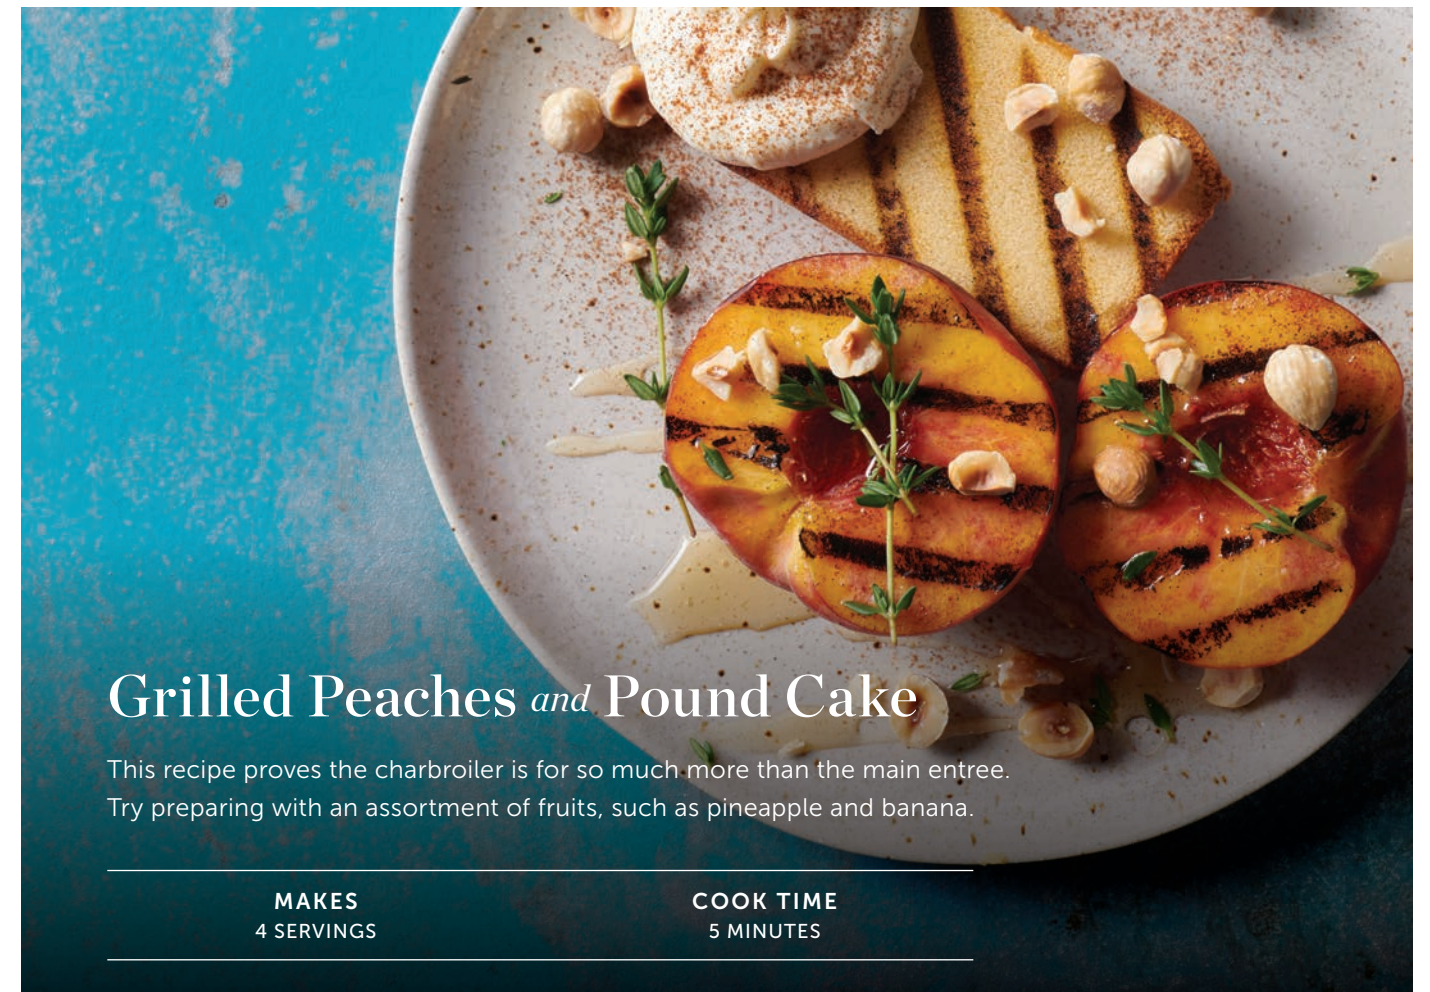 Grilled Peaches and Pound Cake
This recipe proves the charbroiler is for so much more than the main entree.
Try preparing with an assortment of fruits, such as pineapple and banana.
MAKES
4 SERVINGS
COOK TIME
5 MINUTES